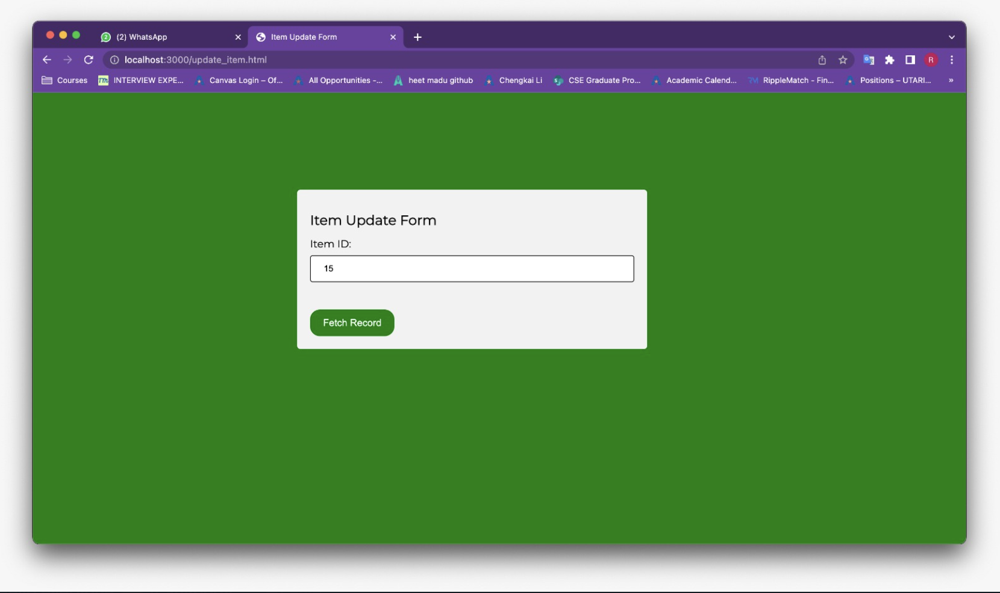 (2) WhatsApp
Item Update Form
localhost:3000/update_item.html
R
Courses
INTERVIEW EXPE...
Canvas Login – Of...
All Opportunities -...
heet madu github
Chengkai Li
CSE Graduate Pro...
Academic Calend...
RippleMatch - Fin...
Positions – UTARI...
»
Item Update Form
Item ID:
15
Fetch Record